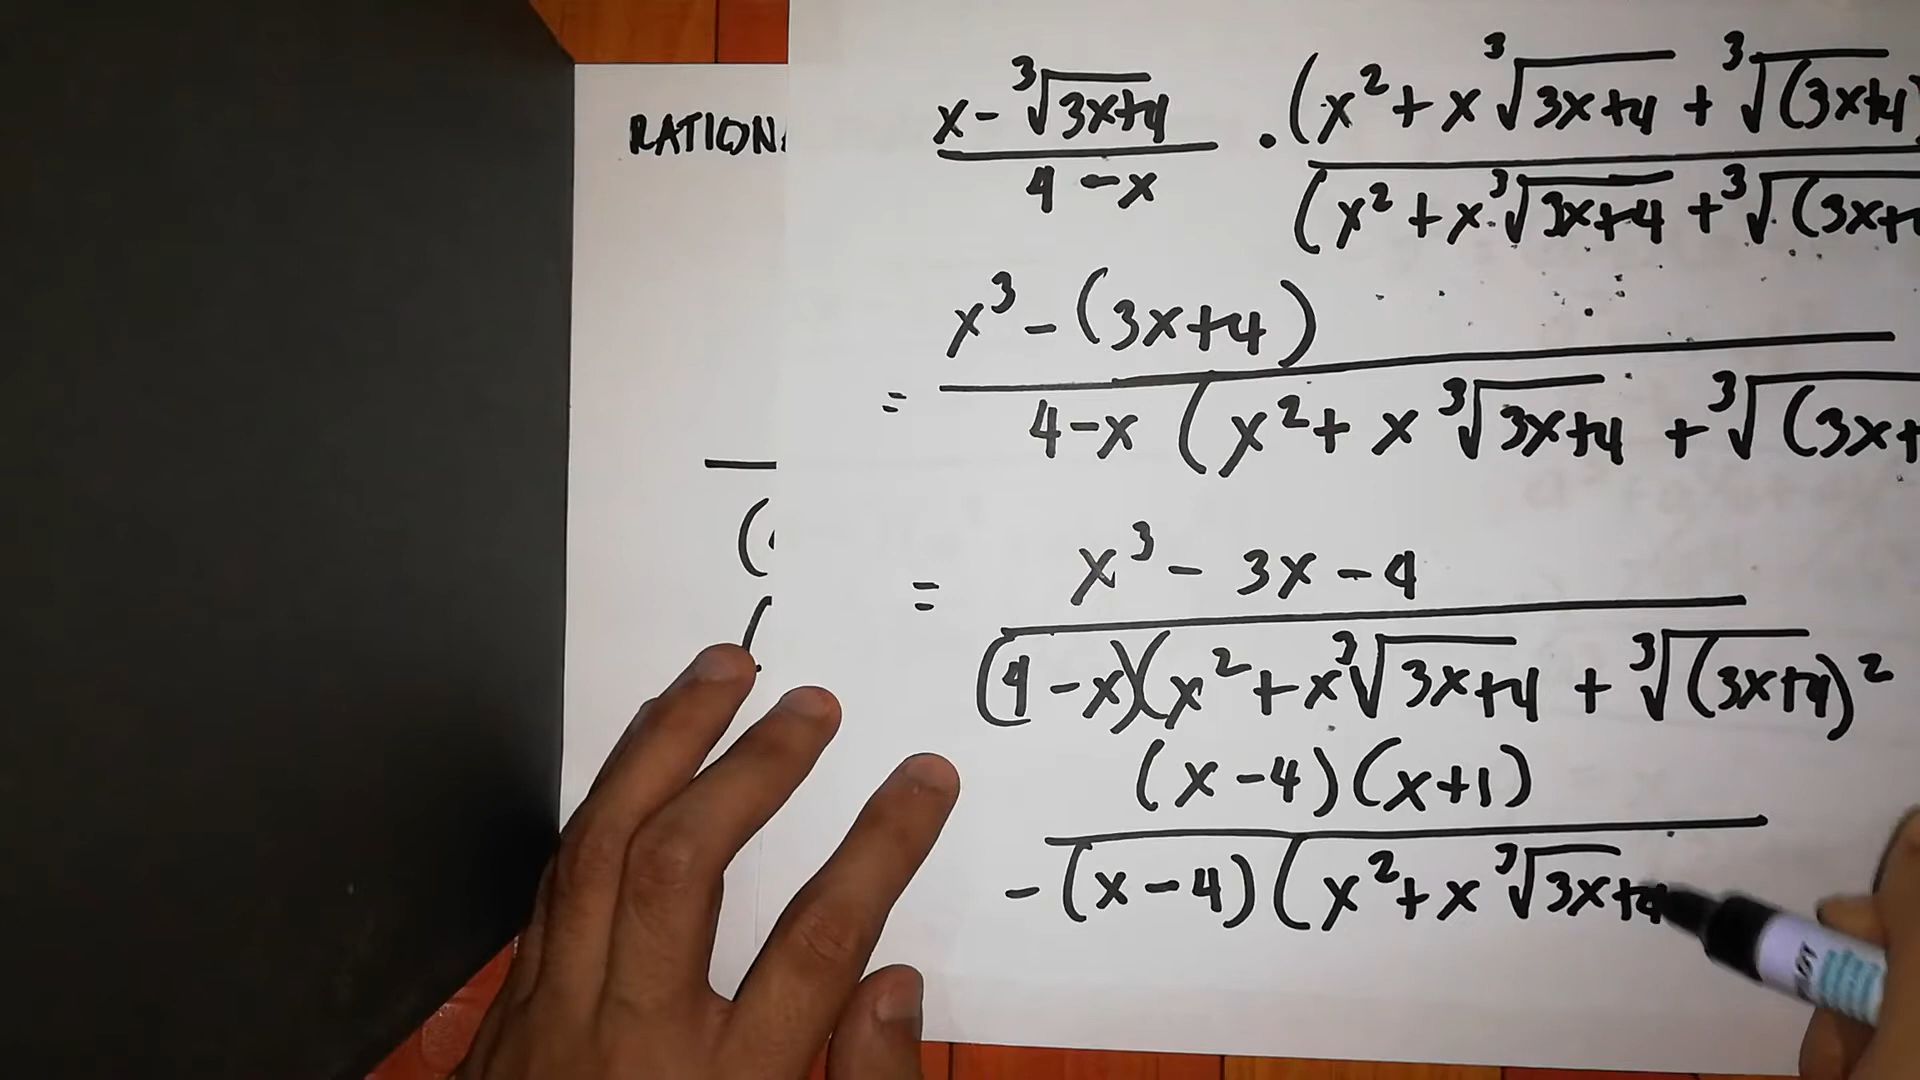 RATION
x - ∛3x+4 / 4 - x · (x² + x ∛3x+4 + ∛(3x+4) / (x² + x ∛3x+4 + ∛(3x+
= x³ - (3x+4) / 4-x (x² + x ∛3x+4 + ∛(3x+
= x³ - 3x - 4 / (4 - x)(x² + x ∛3x+4 + ∛(3x+4)²
(x-4)(x+1) / -(x-4)(x² + x ∛3x+4